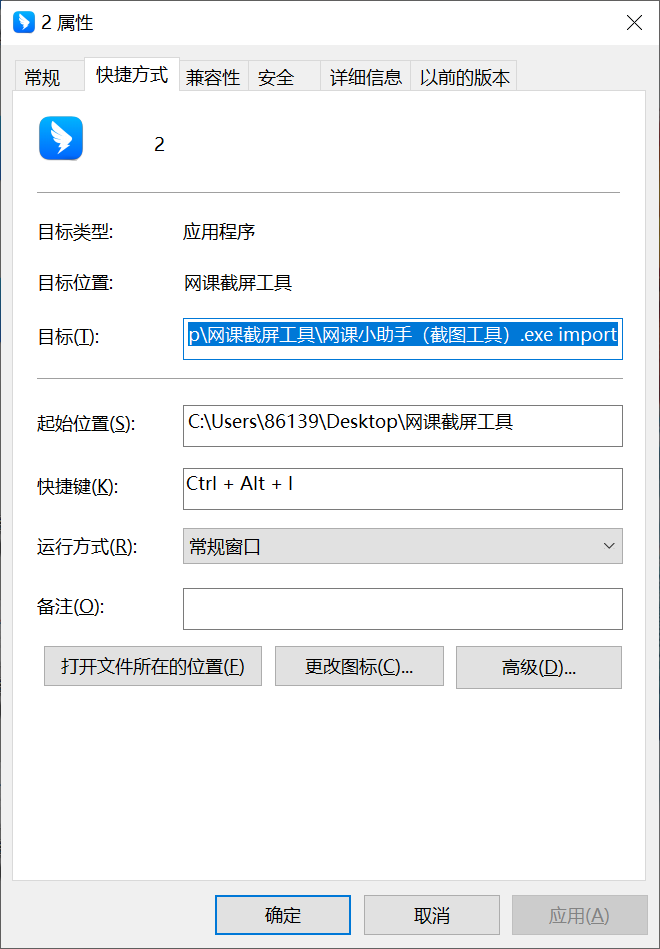 2 属性
常规 快捷方式 兼容性 安全 详细信息 以前的版本
2
目标类型: 应用程序
目标位置: 网课截屏工具
目标(T): p\网课截屏工具\网课小助手（截图工具）.exe import
起始位置(S): C:\Users\86139\Desktop\网课截屏工具
快捷键(K): Ctrl + Alt + I
运行方式(R): 常规窗口
备注(O):
打开文件所在的位置(F) 更改图标(C)... 高级(D)...
确定 取消 应用(A)